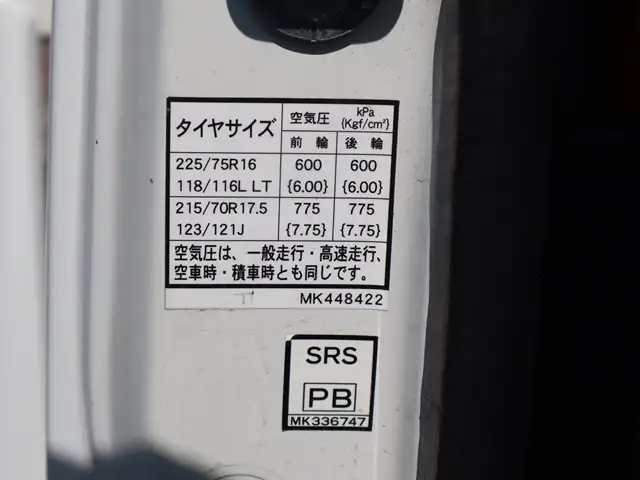 タイヤサイズ 空気圧 kPa {Kgf/cm²}
前輪 後輪
225/75R16 600 600
118/116L LT {6.00} {6.00}
215/70R17.5 775 775
123/121J {7.75} {7.75}
空気圧は、一般走行・高速走行、
空車時・積車時とも同じです。
MK448422
SRS
PB
MK336747